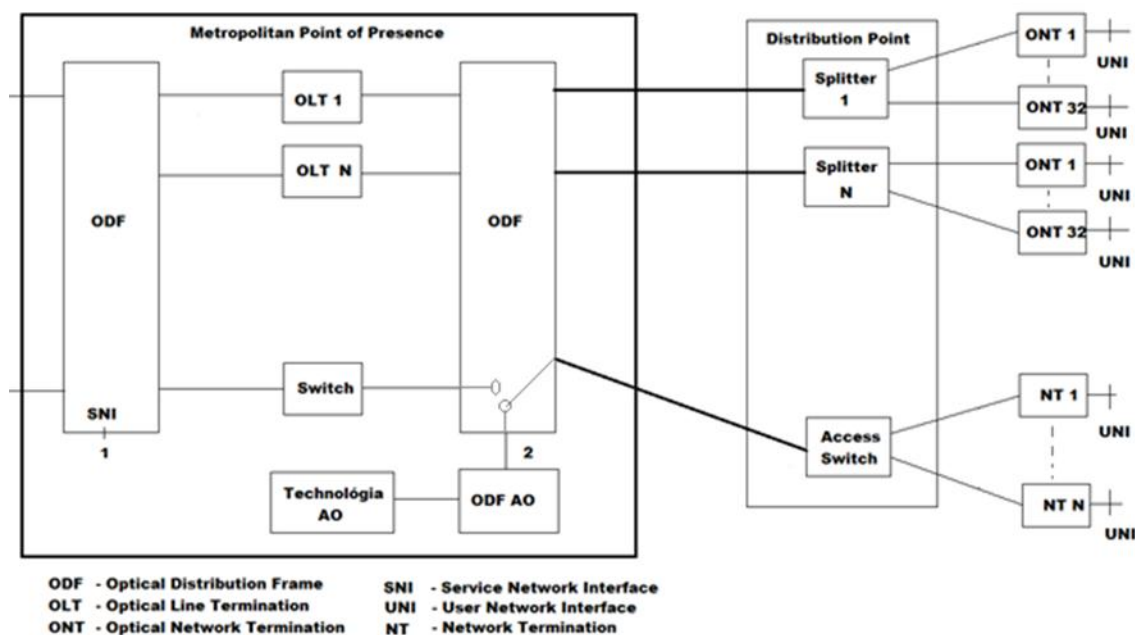 Metropolitan Point of Presence
Distribution Point
ODF
SNI
1
OLT 1
OLT N
Switch
Technológia
AO
ODF
2
ODF AO
Splitter
1
Splitter
N
Access
Switch
ONT 1
UNI
ONT 32
UNI
ONT 1
UNI
ONT 32
UNI
NT 1
UNI
NT N
UNI
ODF - Optical Distribution Frame
OLT - Optical Line Termination
ONT - Optical Network Termination
SNI - Service Network Interface
UNI - User Network Interface
NT - Network Termination